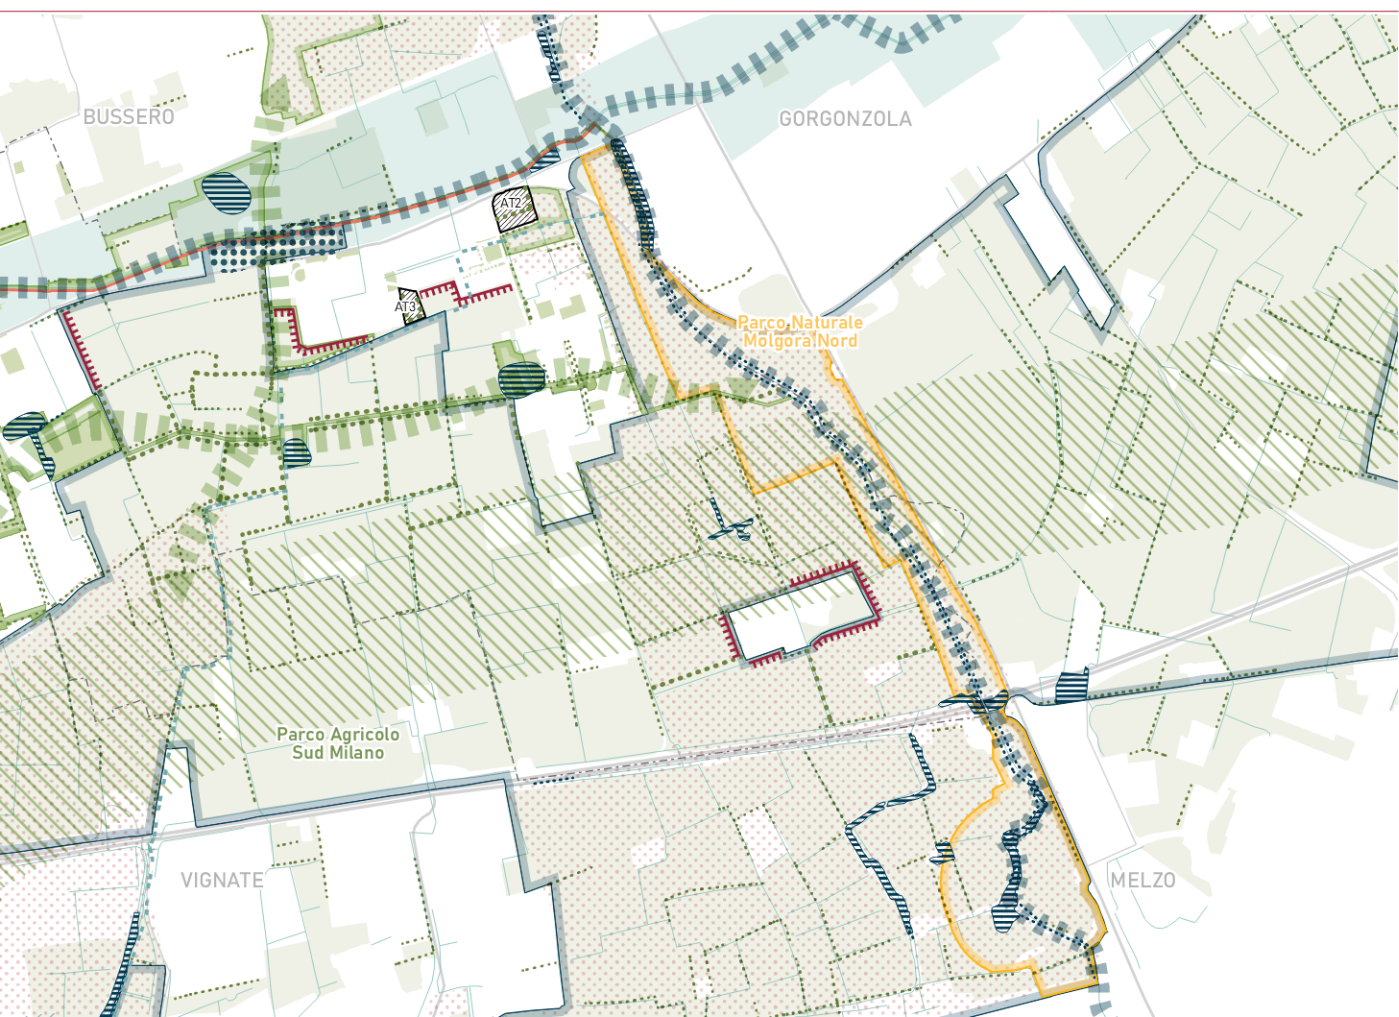 BUSSERO
GORGONZOLA
AT2
AT3
Parco Naturale
Molgora Nord
Parco Agricolo
Sud Milano
VIGNATE
MELZO